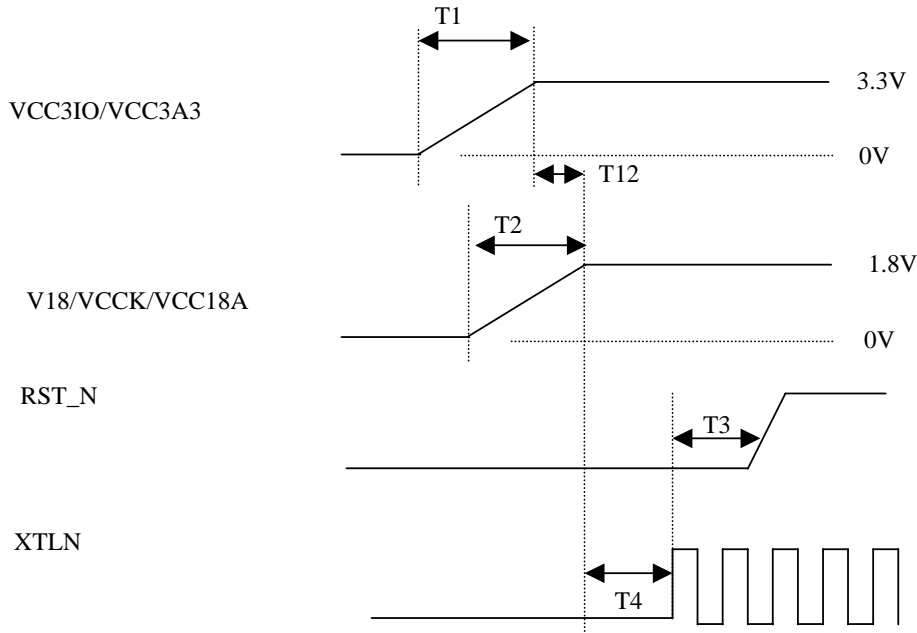 T1
3.3V
VCC3IO/VCC3A3
0V
T12
T2
1.8V
V18/VCCK/VCC18A
0V
RST_N
T3
XTLN
T4